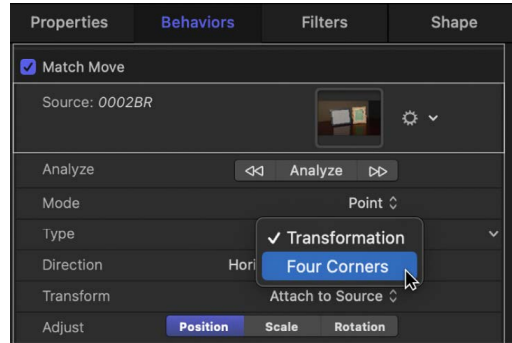 Properties Behaviors Filters Shape
Match Move
Source: 0002BR
Analyze Analyze
Mode Point
Type ✓ Transformation
Four Corners
Direction Hori
Transform Attach to Source
Adjust Position Scale Rotation